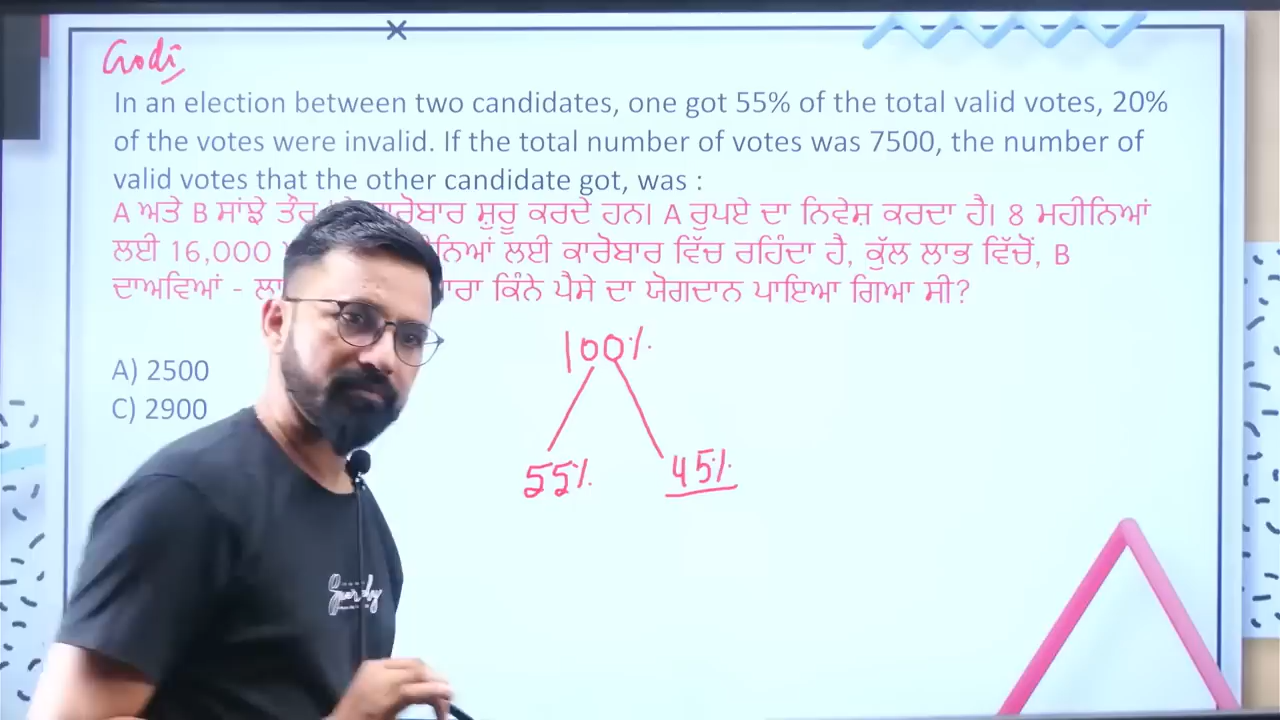 In an election between two candidates, one got 55% of the total valid votes, 20%
of the votes were invalid. If the total number of votes was 7500, the number of
valid votes that the other candidate got, was :
A ਅਤੇ B ਸਾਂਝੇ ਤੌਰ ਕਾਰੋਬਾਰ ਸ਼ੁਰੂ ਕਰਦੇ ਹਨ। A ਰੁਪਏ ਦਾ ਨਿਵੇਸ਼ ਕਰਦਾ ਹੈ। 8 ਮਹੀਨਿਆਂ
ਲਈ 16,000 ਲਈ ਕਾਰੋਬਾਰ ਵਿੱਚ ਰਹਿੰਦਾ ਹੈ, ਕੁੱਲ ਲਾਭ ਵਿੱਚੋਂ, B
ਦਾਅਵਿਆਂ - ਕਿੰਨੇ ਪੈਸੇ ਦਾ ਯੋਗਦਾਨ ਪਾਇਆ ਗਿਆ ਸੀ?
100%
A) 2500
C) 2900
55% 45%